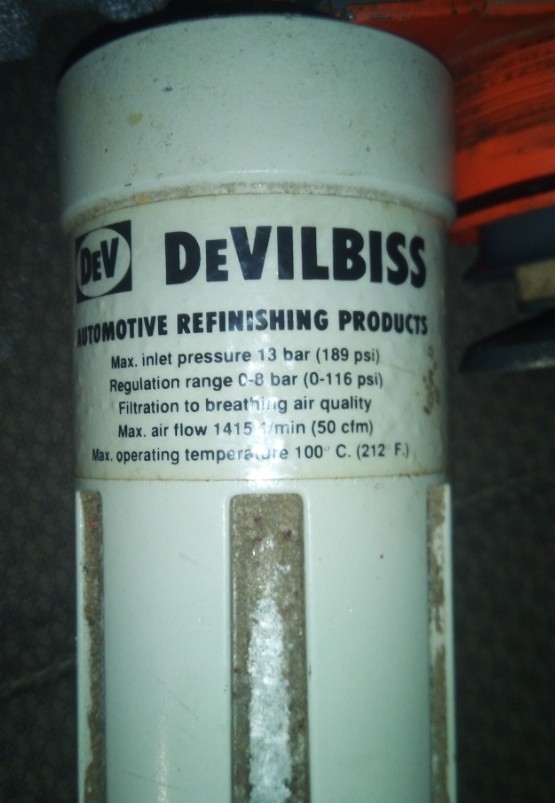 DeV DeVILBISS
AUTOMOTIVE REFINISHING PRODUCTS
Max. inlet pressure 13 bar (189 psi)
Regulation range 0-8 bar (0-116 psi)
Filtration to breathing air quality
Max. air flow 1415 l/min (50 cfm)
Max. operating temperature 100° C. (212° F.)